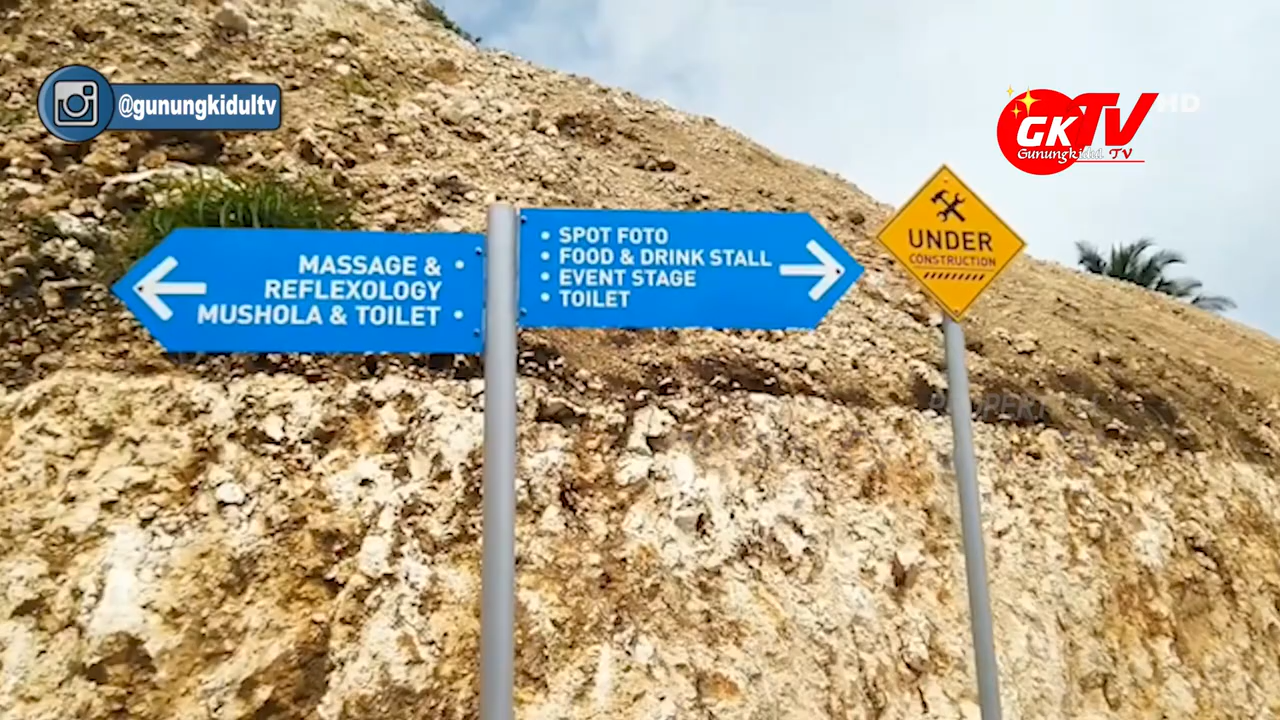 @gunungkidultv
GKTV HD
Gunungkidul TV
MASSAGE & •
REFLEXOLOGY
MUSHOLA & TOILET •
• SPOT FOTO
• FOOD & DRINK STALL
• EVENT STAGE
• TOILET
UNDER
CONSTRUCTION